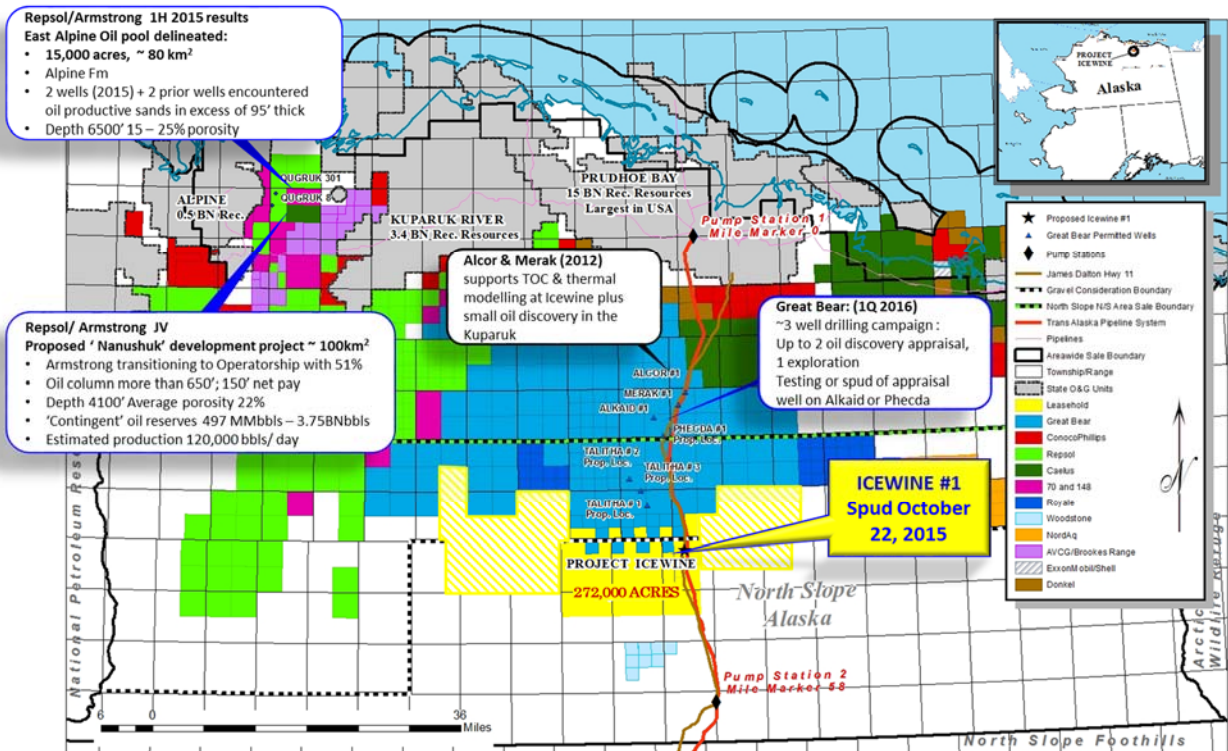 Repsol/Armstrong 1H 2015 results
East Alpine Oil pool delineated:
• 15,000 acres, ~ 80 km²
• Alpine Fm
• 2 wells (2015) + 2 prior wells encountered
oil productive sands in excess of 95' thick
• Depth 6500' 15 – 25% porosity
PROJECT
ICEWINE
Alaska
QUGRUK 301
QUGRUK 8
ALPINE
0.5 BN Rec.
PRUDHOE BAY
15 BN Rec. Resources
Largest in USA
KUPARUK RIVER
3.4 BN Rec. Resources
Pump Station 1
Mile Marker 0
Alcor & Merak (2012)
supports TOC & thermal
modelling at Icewine plus
small oil discovery in the
Kuparuk
Great Bear: (1Q 2016)
~3 well drilling campaign :
Up to 2 oil discovery appraisal,
1 exploration
Testing or spud of appraisal
well on Alkaid or Phecda
Repsol/ Armstrong JV
Proposed ' Nanushuk' development project ~ 100km²
• Armstrong transitioning to Operatorship with 51%
• Oil column more than 650'; 150' net pay
• Depth 4100' Average porosity 22%
• 'Contingent' oil reserves 497 MMbbls – 3.75BNbbls
• Estimated production 120,000 bbls/ day
ALCOR #1
MERAK #1
ALKAID #1
PHECDA #1
Prop. Loc.
TALITHA # 2
Prop. Loc.
TALITHA # 3
Prop. Loc.
TALITHA # 1
Prop. Loc.
ICEWINE #1
Spud October
22, 2015
PROJECT ICEWINE
272,000 ACRES
North Slope
Alaska
Pump Station 2
Mile Marker 58
National Petroleum Rese
Arctic
Wildlife Refuge
North Slope Foothills
6 0 36
Miles
Proposed Icewine #1
Great Bear Permitted Wells
Pump Stations
James Dalton Hwy 11
Gravel Consideration Boundary
North Slope N/S Area Sale Boundary
Trans Alaska Pipeline System
Pipelines
Areawide Sale Boundary
Township/Range
State O&G Units
Leasehold
Great Bear
ConocoPhillips
Repsol
Caelus
70 and 148
Royale
Woodstone
NordAq
AVCG/Brookes Range
ExxonMobil/Shell
Donkel
N